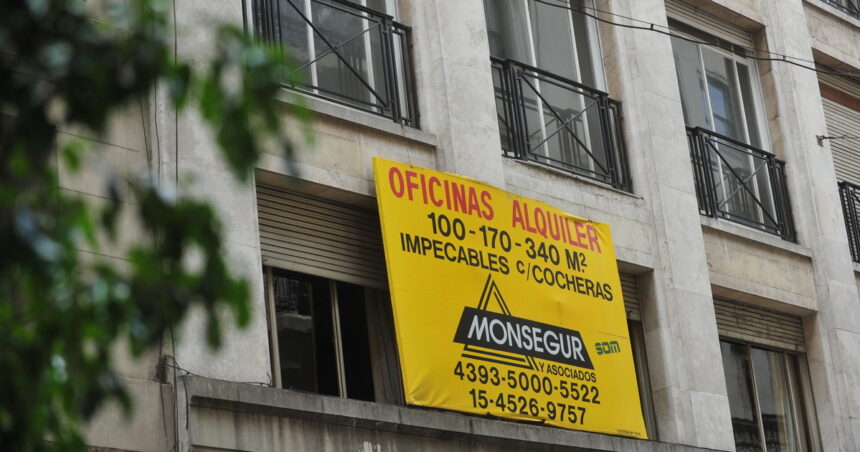 OFICINAS ALQUILER
100-170-340 M²
IMPECABLES c/COCHERAS
MONSEGUR
Y ASOCIADOS
SOM
4393-5000-5522
15-4526-9757